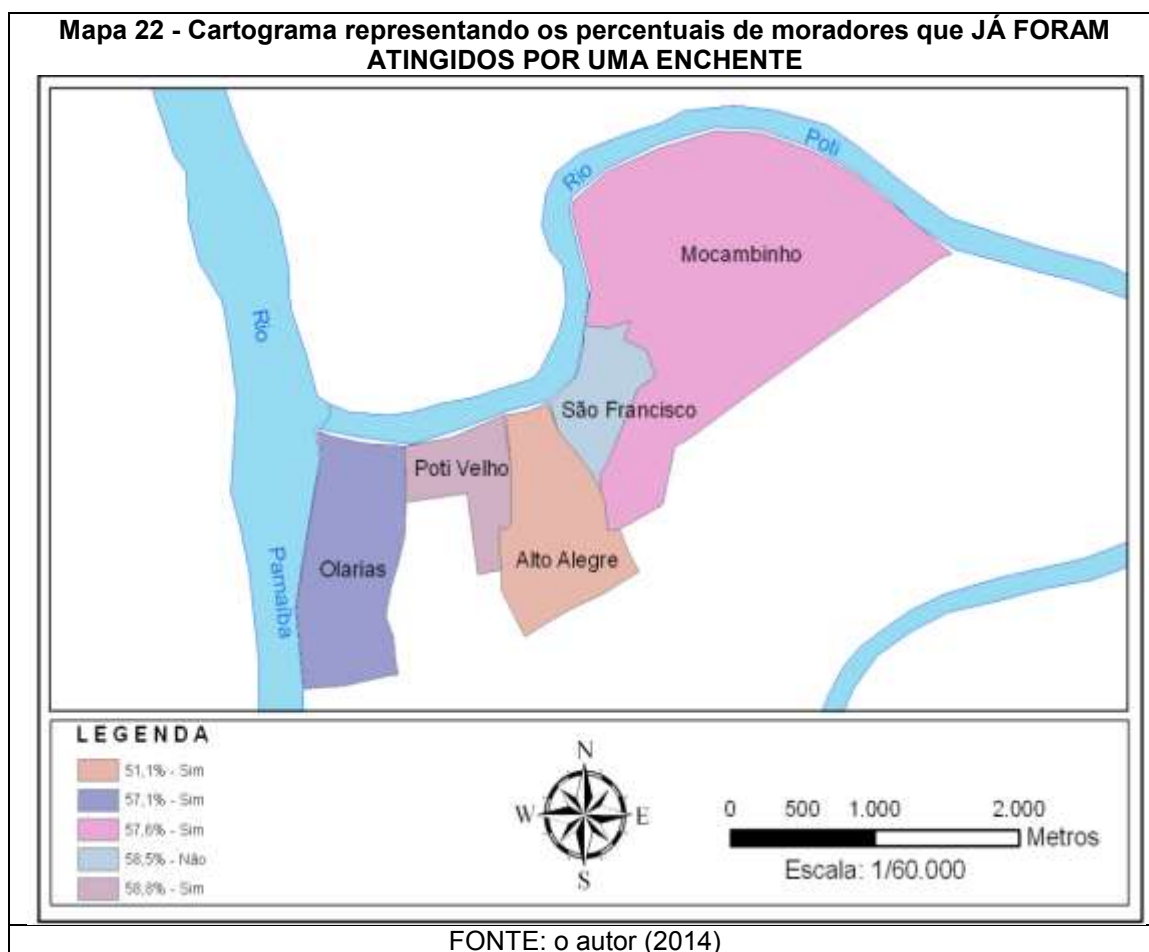 Mapa 22 - Cartograma representando os percentuais de moradores que JÁ FORAM
ATINGIDOS POR UMA ENCHENTE
Rio
Poti
Mocambinho
Rio
São Francisco
Poti Velho
Alto Alegre
Olarias
Parnaíba
LEGENDA
51,1% - Sim
57,1% - Sim
57,6% - Sim
58,5% - Não
58,8% - Sim
N
W
E
S
0 500 1.000 2.000
Metros
Escala: 1/60.000
FONTE: o autor (2014)